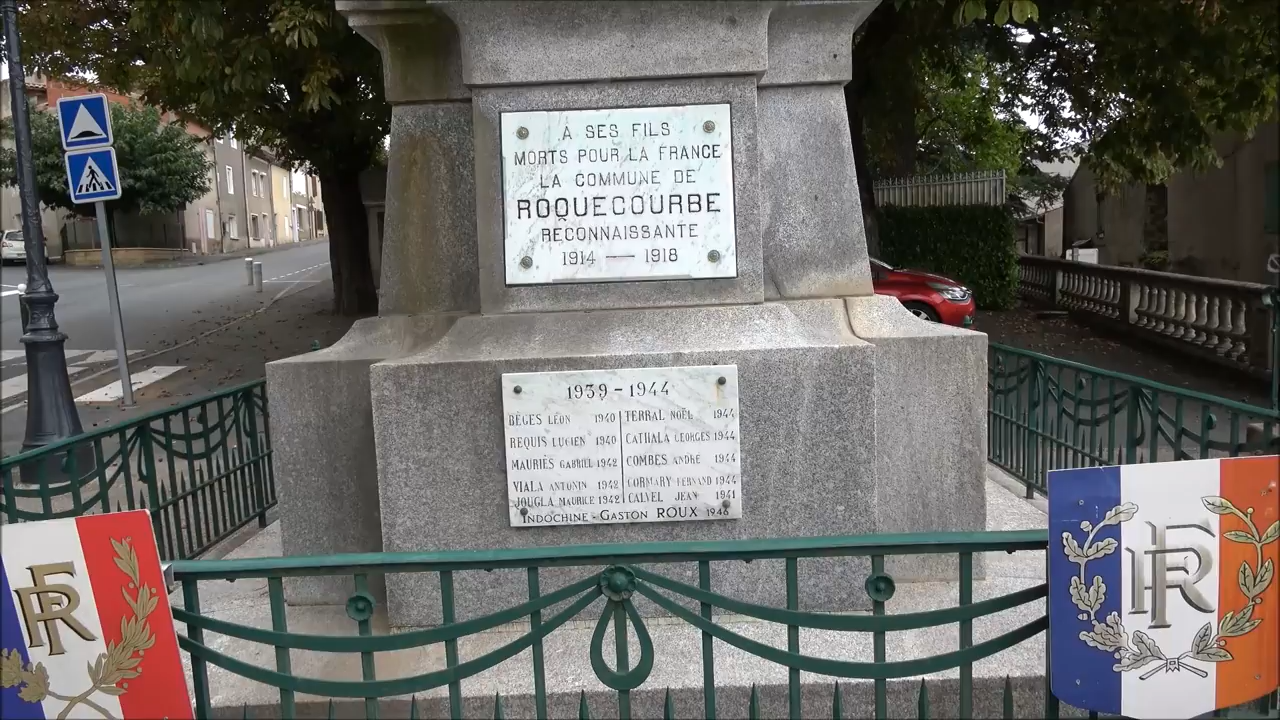 A SES FILS
MORTS POUR LA FRANCE
LA COMMUNE DE
ROQUECOURBE
RECONNAISSANTE
1914 — 1918
1939 - 1944
BÈGES LÉON 1940 TERRAL NOËL 1944
REQUIS LUCIEN 1940 CATHALA GEORGES 1944
MAURIES GABRIEL 1942 COMBES ANDRÉ 1944
VIALA ANTONIN 1942 CORMARY FERNAND 1944
JOUGLA MAURICE 1942 CALVEL JEAN 1941
INDOCHINE - GASTON ROUX 1946
RF
RF